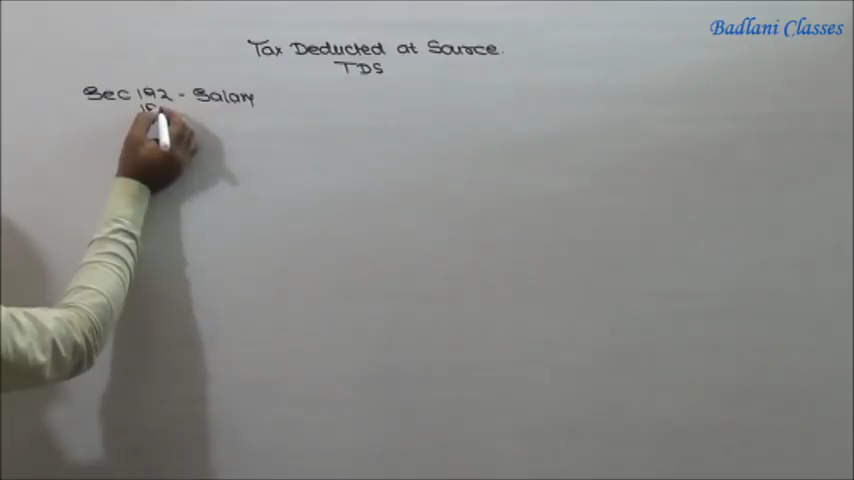 Badlani Classes
Tax Deducted at Source.
TDS
Sec 192 - Salary